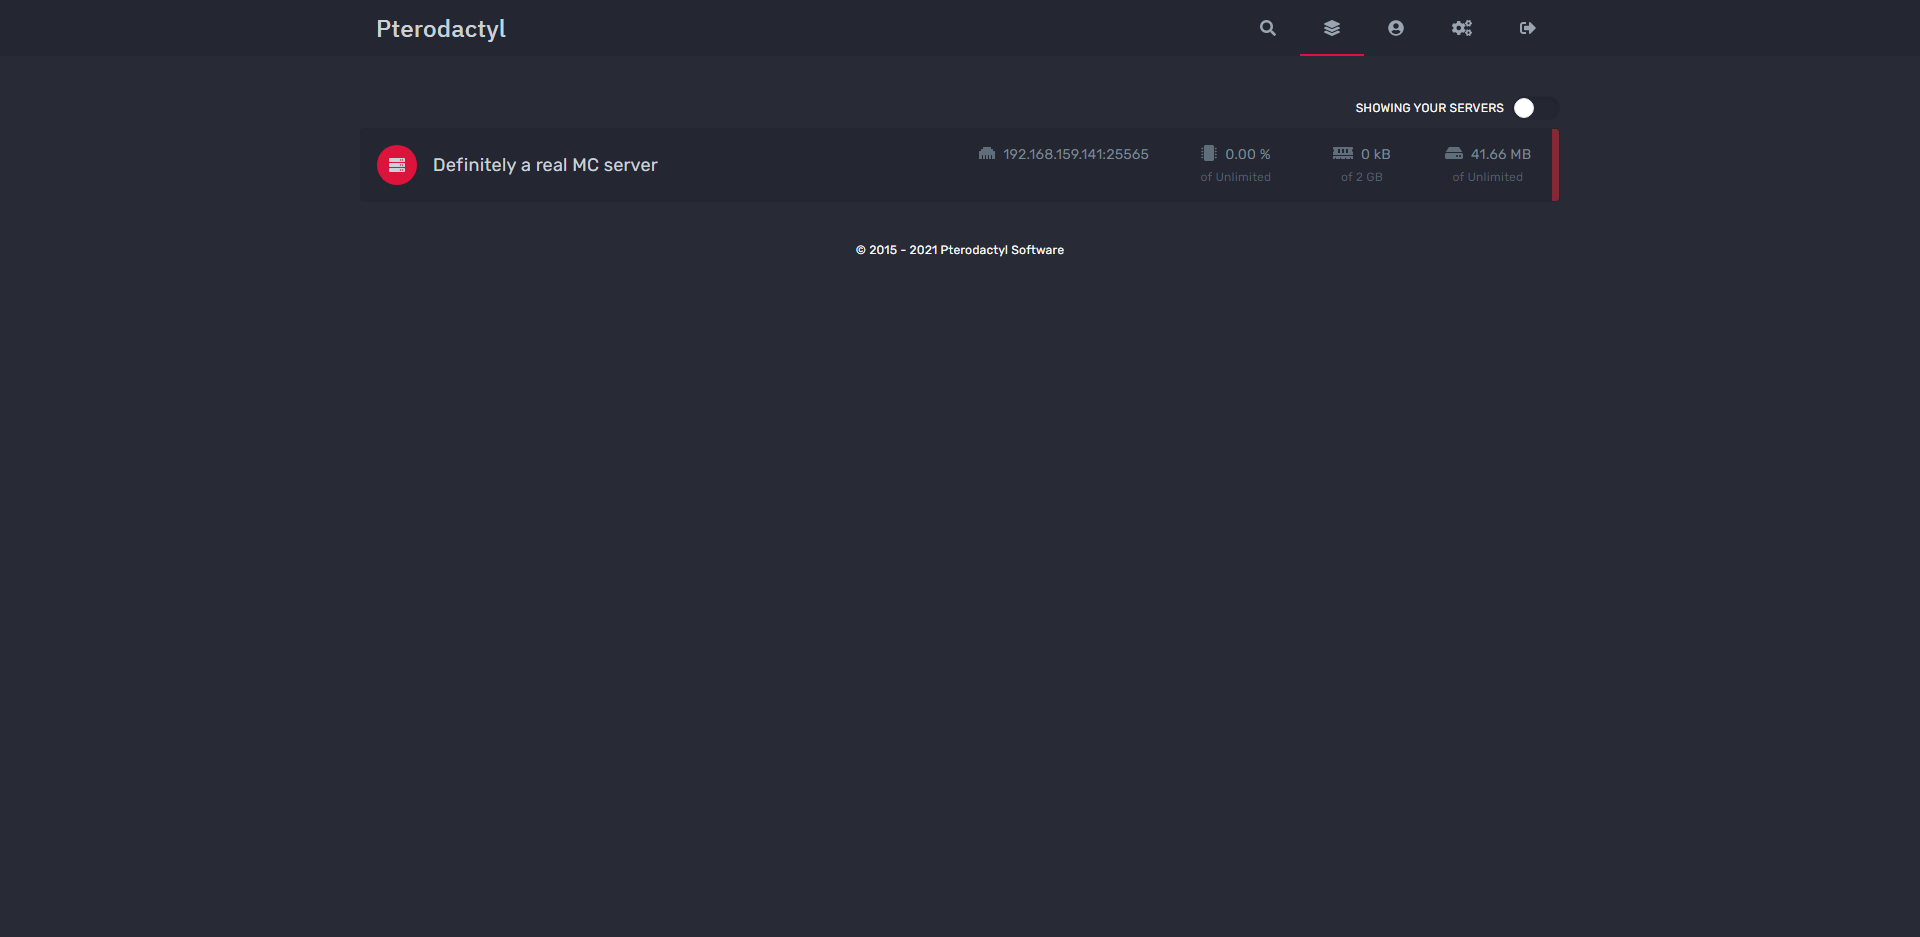 Pterodactyl
SHOWING YOUR SERVERS
Definitely a real MC server
192.168.159.141:25565
0.00 %
of Unlimited
0 kB
of 2 GB
41.66 MB
of Unlimited
© 2015 - 2021 Pterodactyl Software